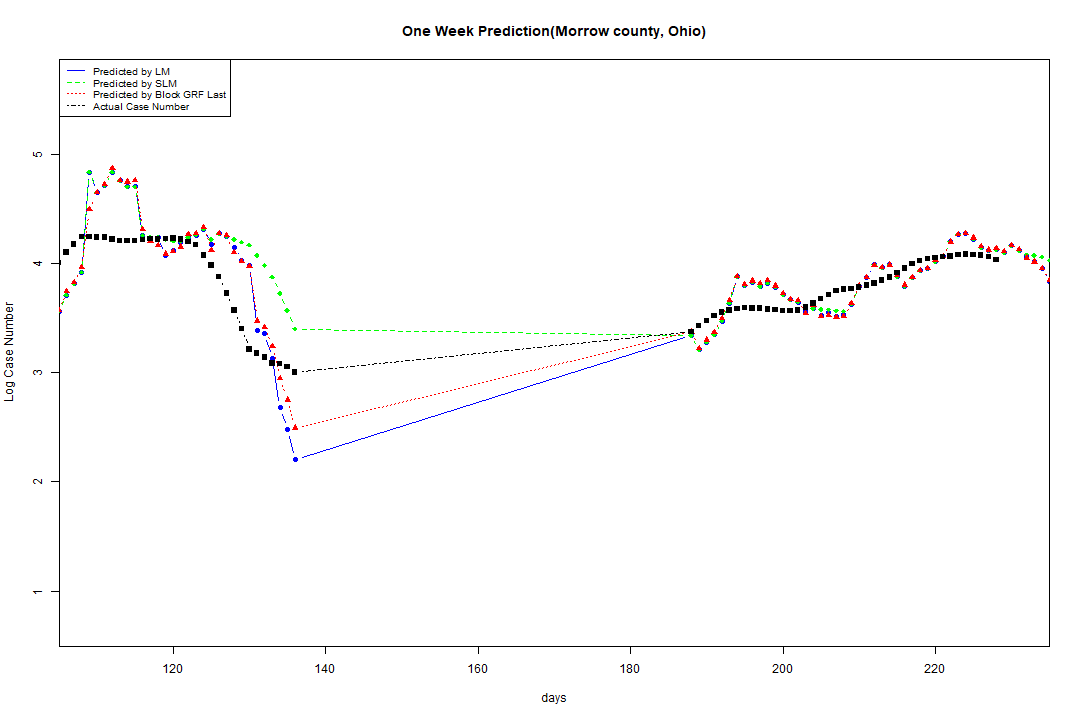 One Week Prediction(Morrow county, Ohio)
Predicted by LM
Predicted by SLM
Predicted by Block GRF Last
Actual Case Number
5
4
3
2
1
Log Case Number
120 140 160 180 200 220
days